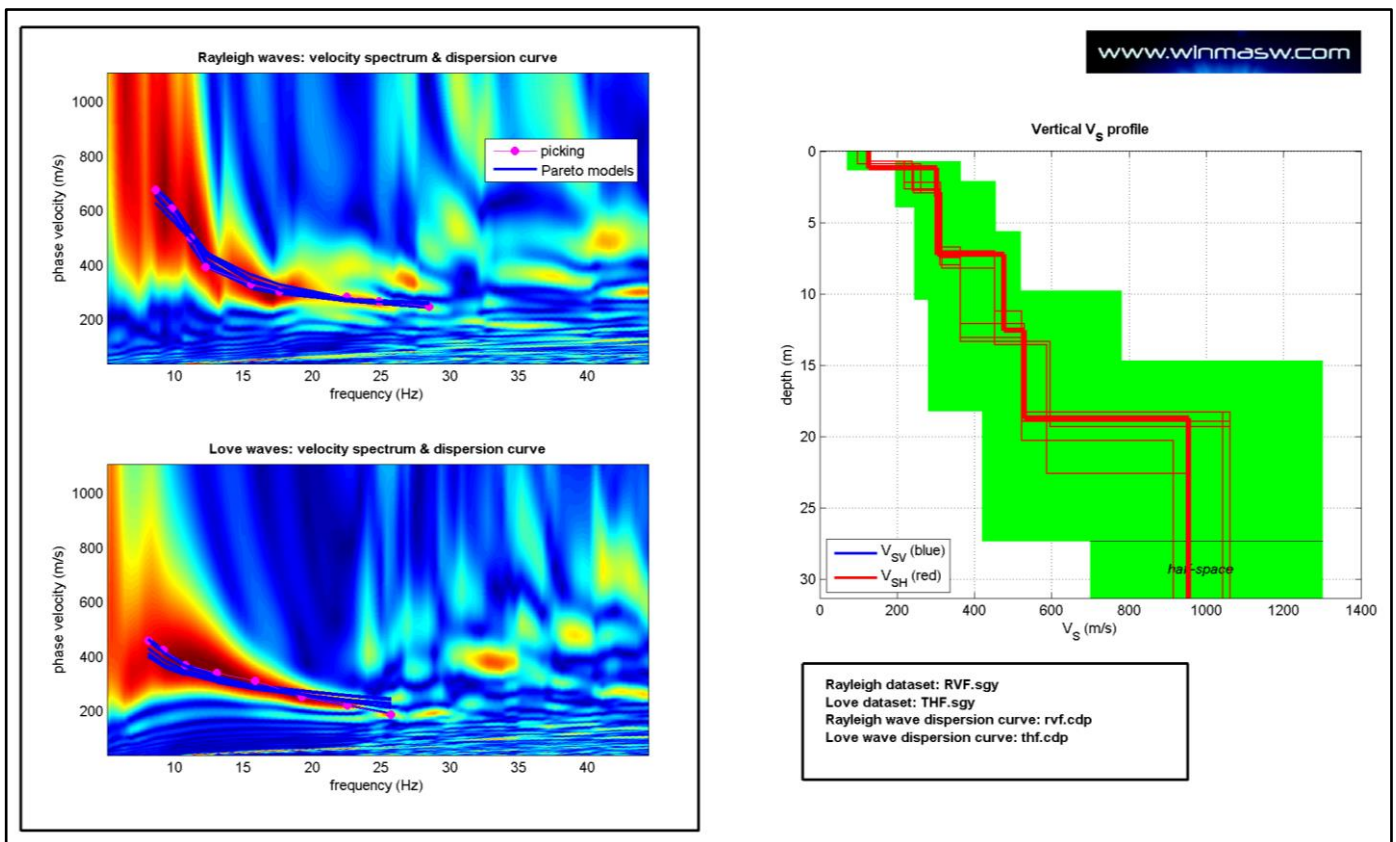 www.winmasw.com
Rayleigh waves: velocity spectrum & dispersion curve
phase velocity (m/s)
1000
800
600
400
200
picking
Pareto models
10 15 20 25 30 35 40
frequency (Hz)
Love waves: velocity spectrum & dispersion curve
phase velocity (m/s)
1000
800
600
400
200
10 15 20 25 30 35 40
frequency (Hz)
Vertical VS profile
depth (m)
0
5
10
15
20
25
30
VSV (blue)
VSH (red)
half-space
0 200 400 600 800 1000 1200 1400
VS (m/s)
Rayleigh dataset: RVF.sgy
Love dataset: THF.sgy
Rayleigh wave dispersion curve: rvf.cdp
Love wave dispersion curve: thf.cdp